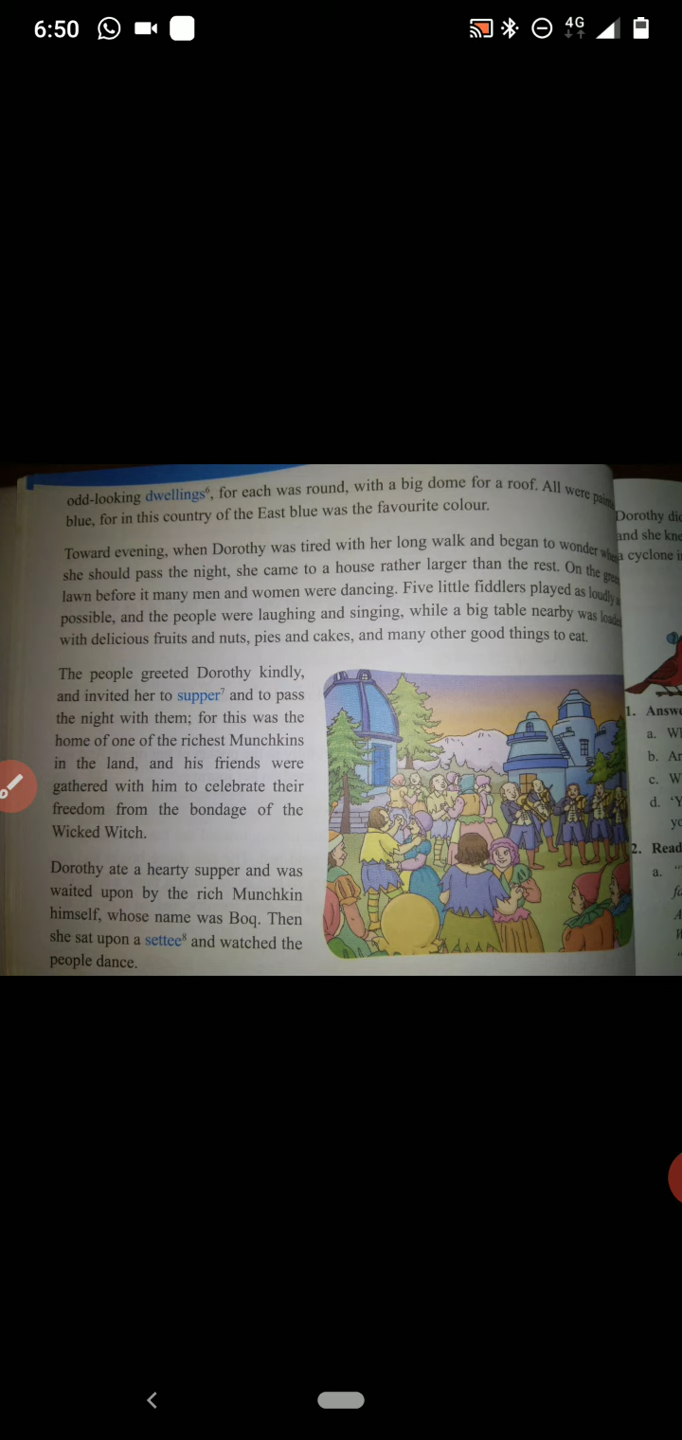 6:50
4G
odd-looking dwellings⁶, for each was round, with a big dome for a roof. All were
blue, for in this country of the East blue was the favourite colour.
Toward evening, when Dorothy was tired with her long walk and began to wonder
she should pass the night, she came to a house rather larger than the rest. On the
lawn before it many men and women were dancing. Five little fiddlers played as loudly
possible, and the people were laughing and singing, while a big table nearby was
with delicious fruits and nuts, pies and cakes, and many other good things to eat.
The people greeted Dorothy kindly,
and invited her to supper⁷ and to pass
the night with them; for this was the
home of one of the richest Munchkins
in the land, and his friends were
gathered with him to celebrate their
freedom from the bondage of the
Wicked Witch.
Dorothy ate a hearty supper and was
waited upon by the rich Munchkin
himself, whose name was Boq. Then
she sat upon a settee⁸ and watched the
people dance.
Dorothy
and she
a cyclone
1.
a.
b.
c.
d.
2. Read
a.